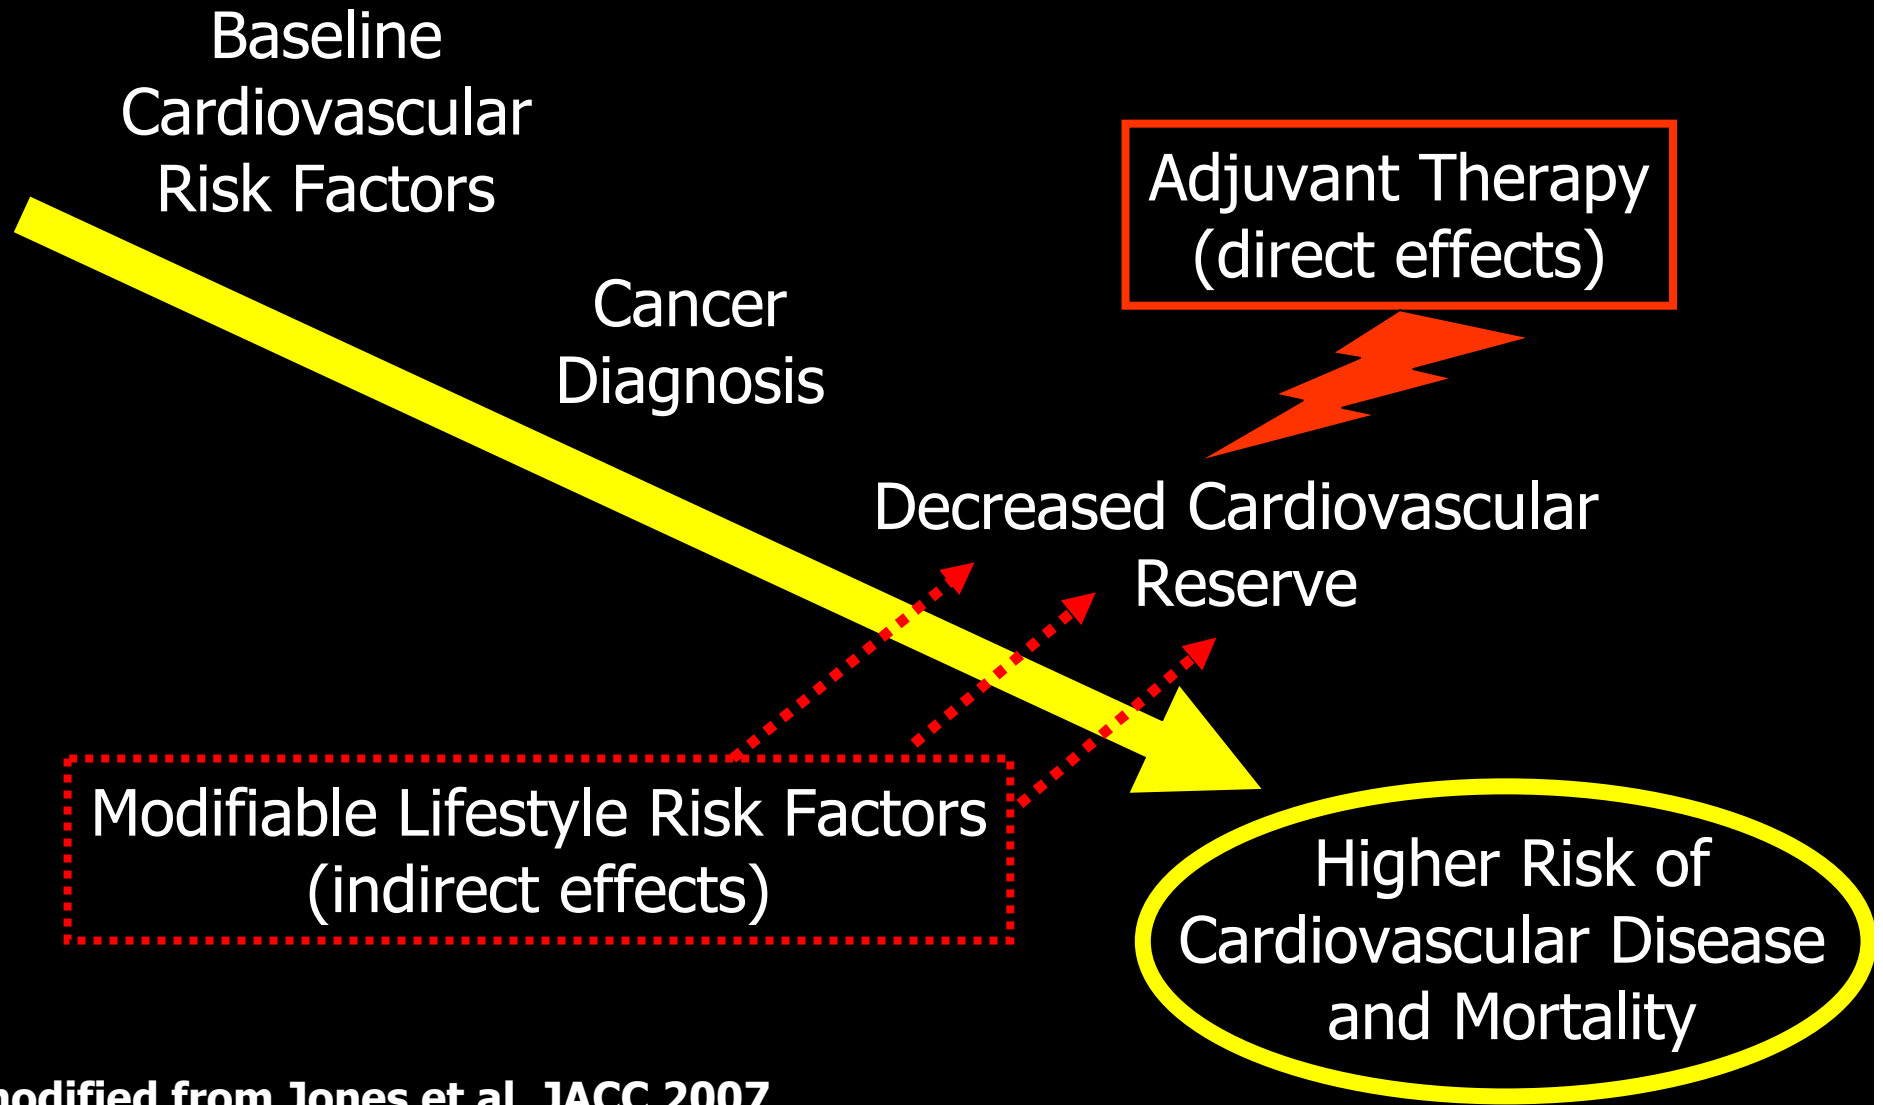 Baseline
Cardiovascular
Risk Factors
Adjuvant Therapy
(direct effects)
Cancer
Diagnosis
Decreased Cardiovascular
Reserve
Modifiable Lifestyle Risk Factors
(indirect effects)
Higher Risk of
Cardiovascular Disease
and Mortality
modified from Jones et al. JACC 2007